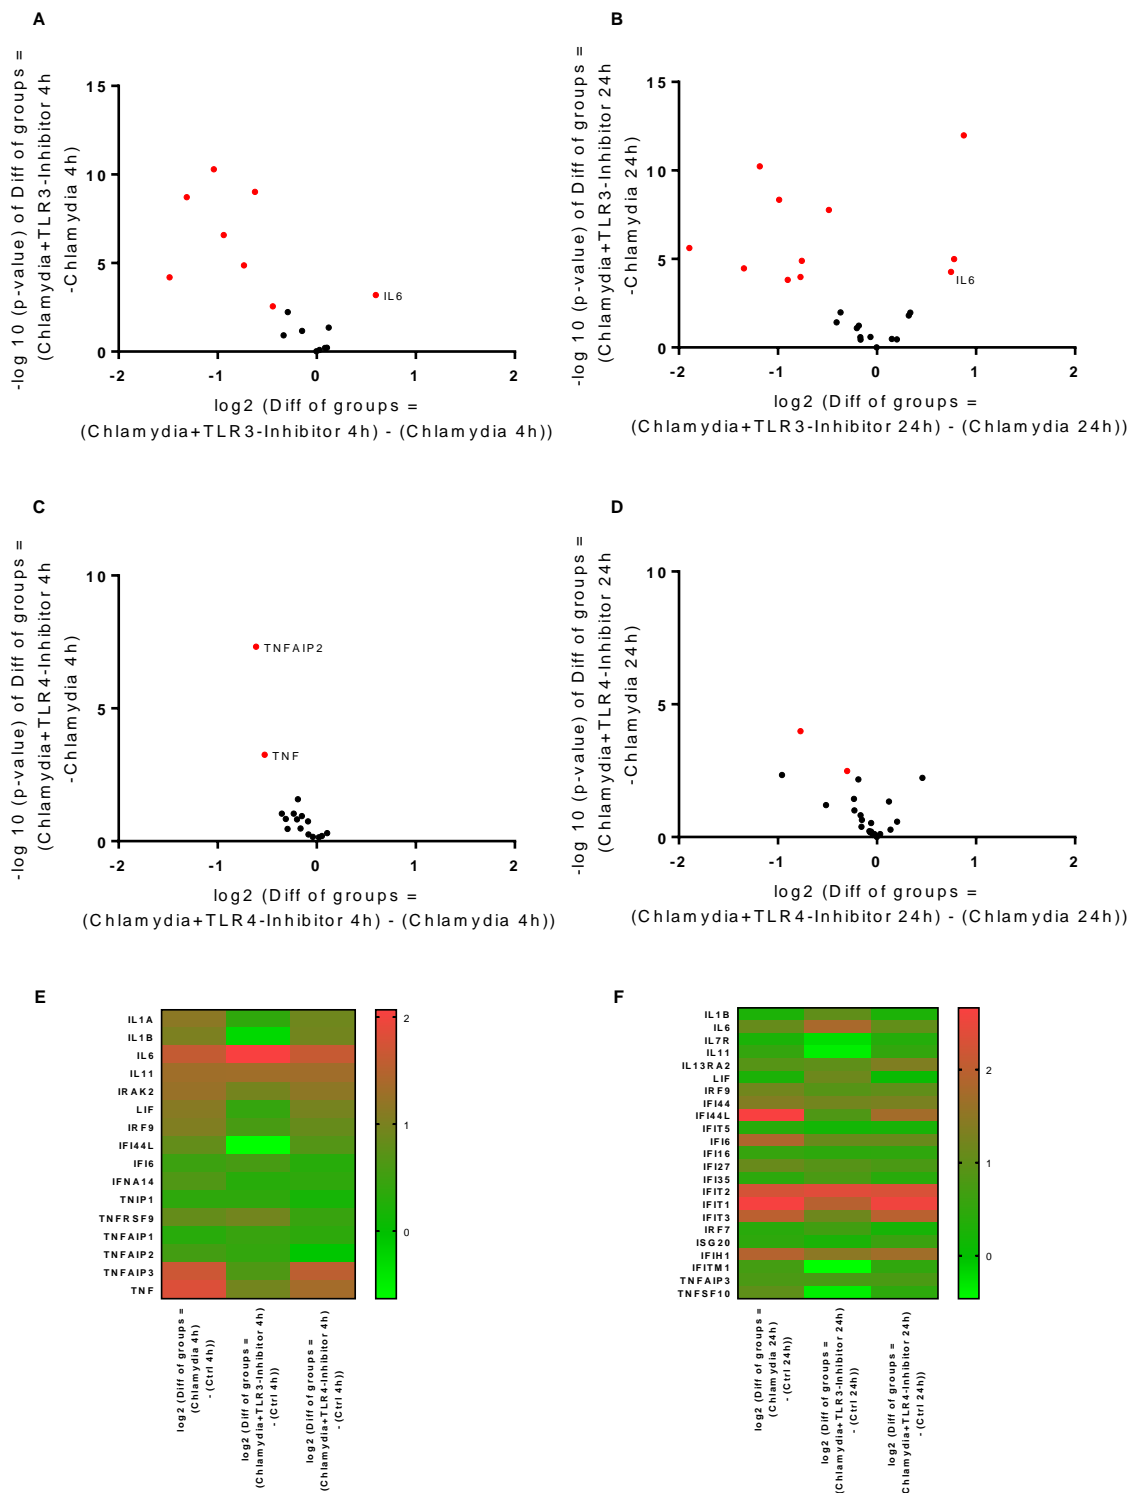 A
-log 10 (p-value) of Diff of groups =
(Chlamydia+TLR3-Inhibitor 4h
-Chlamydia 4h)
15
10
5
0
-2
-1
0
1
2
IL6
log2 (Diff of groups =
(Chlamydia+TLR3-Inhibitor 4h) - (Chlamydia 4h))
B
-log 10 (p-value) of Diff of groups =
(Chlamydia+TLR3-Inhibitor 24h
-Chlamydia 24h)
15
10
5
0
-2
-1
0
1
2
IL6
log2 (Diff of groups =
(Chlamydia+TLR3-Inhibitor 24h) - (Chlamydia 24h))
C
-log 10 (p-value) of Diff of groups =
(Chlamydia+TLR4-Inhibitor 4h
-Chlamydia 4h)
10
5
0
-2
-1
0
1
2
TNFAIP2
TNF
log2 (Diff of groups =
(Chlamydia+TLR4-Inhibitor 4h) - (Chlamydia 4h))
D
-log 10 (p-value) of Diff of groups =
(Chlamydia+TLR4-Inhibitor 24h
-Chlamydia 24h)
10
5
0
-2
-1
0
1
2
log2 (Diff of groups =
(Chlamydia+TLR4-Inhibitor 24h) - (Chlamydia 24h))
E
IL1A
IL1B
IL6
IL11
IRAK2
LIF
IRF9
IFI44L
IFI6
IFNA14
TNIP1
TNFRSF9
TNFAIP1
TNFAIP2
TNFAIP3
TNF
2
1
0
log2 (Diff of groups =
(Chlamydia 4h)
- (Ctrl 4h))
log2 (Diff of groups =
(Chlamydia+TLR3-Inhibitor 4h)
- (Ctrl 4h))
log2 (Diff of groups =
(Chlamydia+TLR4-Inhibitor 4h)
- (Ctrl 4h))
F
IL1B
IL6
IL7R
IL11
IL13RA2
LIF
IRF9
IFI44
IFI44L
IFIT5
IFI6
IFI16
IFI27
IFI35
IFIT2
IFIT1
IFIT3
IRF7
ISG20
IFIH1
IFITM1
TNFAIP3
TNFSF10
2
1
0
log2 (Diff of groups =
(Chlamydia 24h)
- (Ctrl 24h))
log2 (Diff of groups =
(Chlamydia+TLR3-Inhibitor 24h)
- (Ctrl 24h))
log2 (Diff of groups =
Chlamydia+TLR4-Inhibitor 24h)
- (Ctrl 24h))